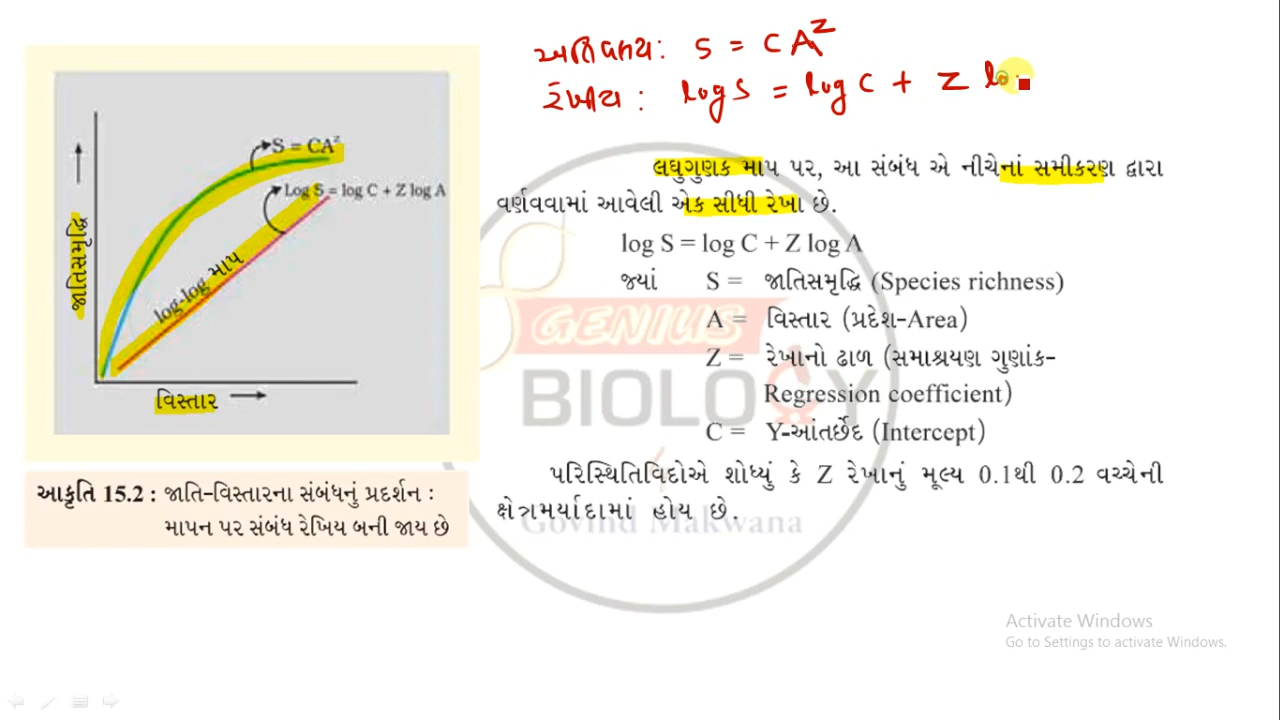 અતિવલય: S = CA^Z
રેખીય: log S = log C + Z lo
S = CA^Z
Log S = log C + Z log A
જાતિસમૃદ્ધિ
log-log માપ
વિસ્તાર
લઘુગુણક માપ પર, આ સંબંધ એ નીચેનાં સમીકરણ દ્વારા
વર્ણવવામાં આવેલી એક સીધી રેખા છે.
log S = log C + Z log A
જ્યાં S = જાતિસમૃદ્ધિ (Species richness)
A = વિસ્તાર (પ્રદેશ-Area)
Z = રેખાનો ઢાળ (સમાશ્રયણ ગુણાંક-
Regression coefficient)
C = Y-આંતર્છેદ (Intercept)
પરિસ્થિતિવિદોએ શોધ્યું કે Z રેખાનું મૂલ્ય 0.1થી 0.2 વચ્ચેની
ક્ષેત્રમર્યાદામાં હોય છે.
આકૃતિ 15.2 : જાતિ-વિસ્તારના સંબંધનું પ્રદર્શન :
માપન પર સંબંધ રેખિય બની જાય છે
GENIUS
BIOLOGY
Govind Makwana
Activate Windows
Go to Settings to activate Windows.